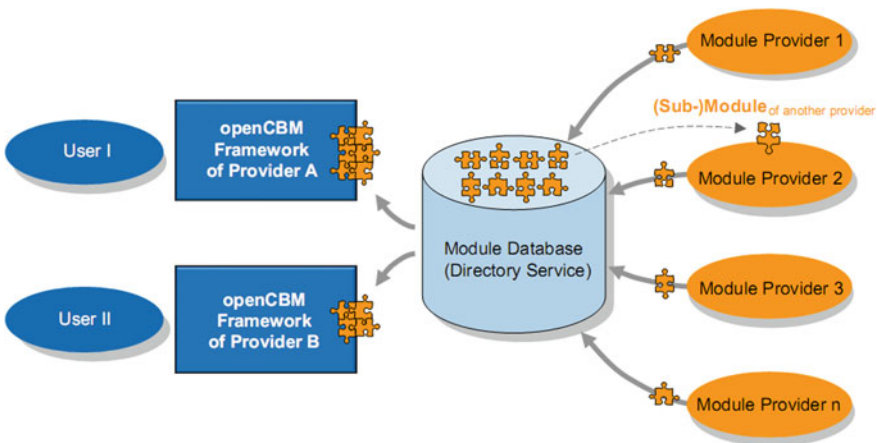 User I
openCBM
Framework
of Provider A
User II
openCBM
Framework
of Provider B
Module Database
(Directory Service)
Module Provider 1
(Sub-)Module of another provider
Module Provider 2
Module Provider 3
Module Provider n